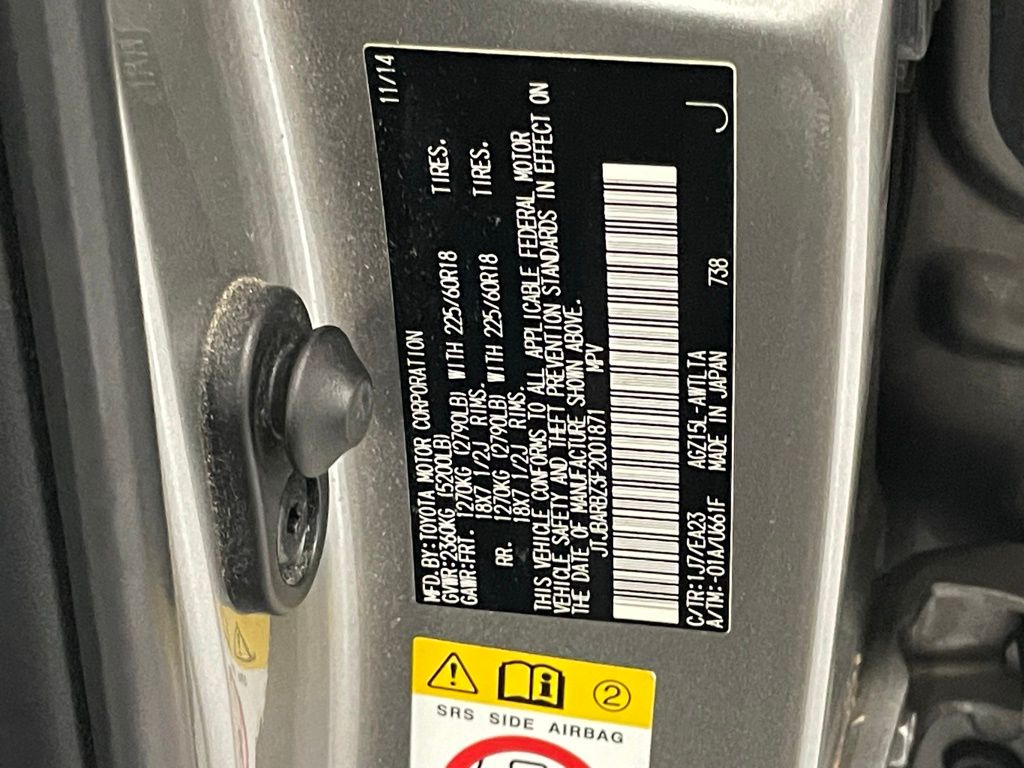 MFD.BY:TOYOTA MOTOR CORPORATION 11/14
GVWR:2360KG (5200LB)
GAWR:FRT. 1270KG (2790LB) WITH 225/60R18 TIRES.
18X7 1/2J RIMS.
RR. 1270KG (2790LB) WITH 225/60R18 TIRES.
18X7 1/2J RIMS.
THIS VEHICLE CONFORMS TO ALL APPLICABLE FEDERAL MOTOR
VEHICLE SAFETY AND THEFT PREVENTION STANDARDS IN EFFECT ON
THE DATE OF MANUFACTURE SHOWN ABOVE.
JTJBARBZ3F2001871 MPV
C/TR:1J7/EA23 AGZ15L-AWTLTA 738 J
A/TM:-01A/U661F MADE IN JAPAN
2
SRS SIDE AIRBAG